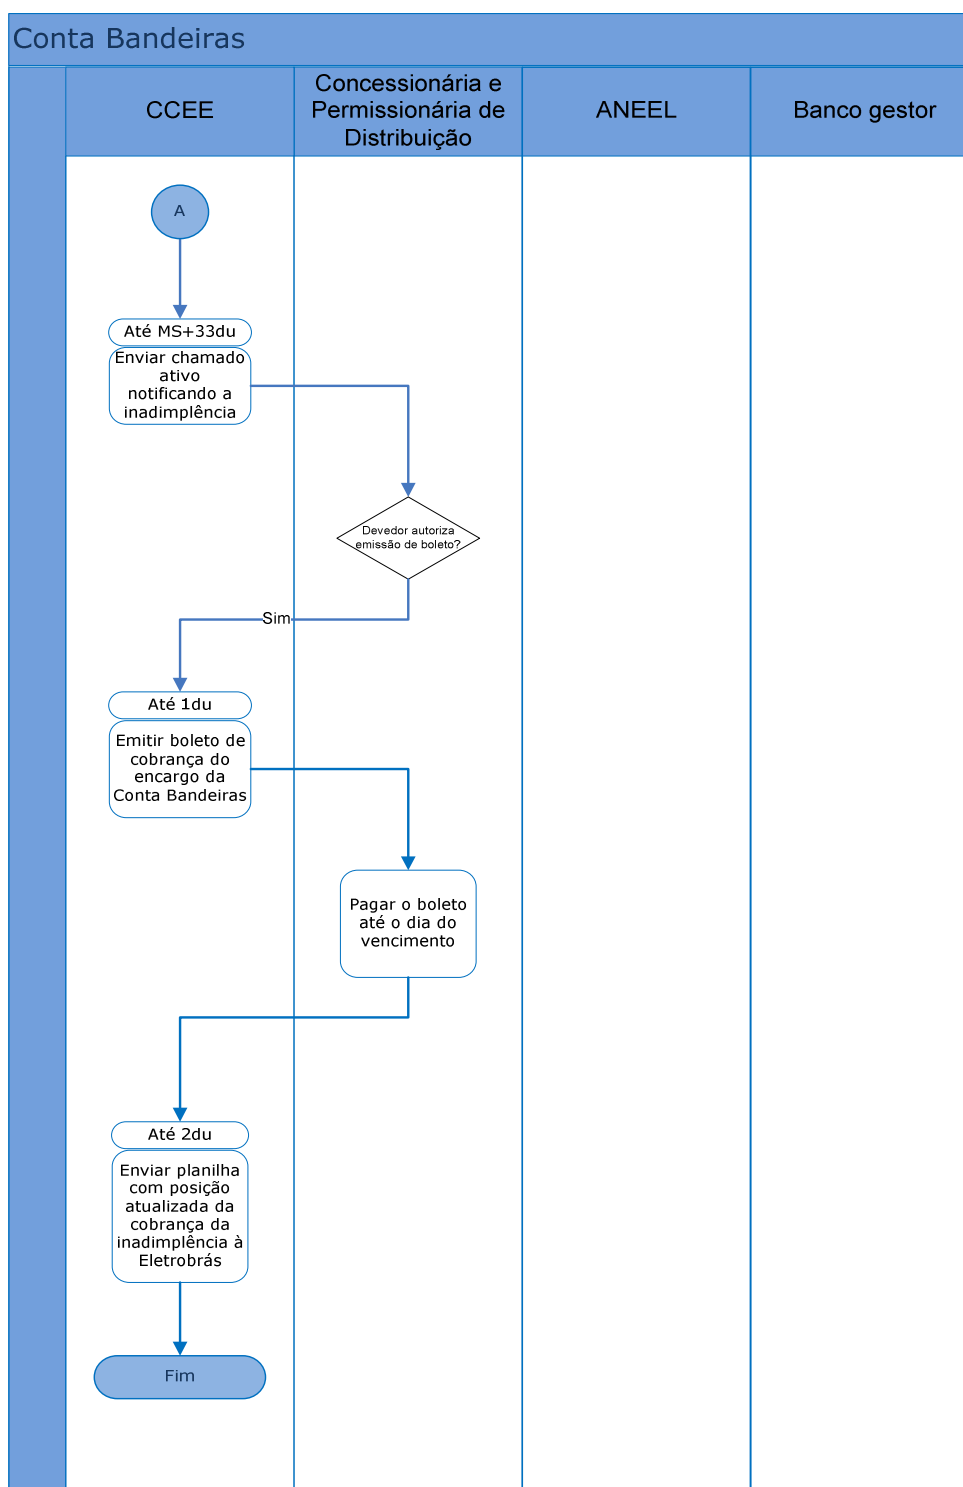 Conta Bandeiras
CCEE
Concessionária e
Permissionária de
Distribuição
ANEEL
Banco gestor
A
Até MS+33du
Enviar chamado
ativo
notificando a
inadimplência
Devedor autoriza
emissão de boleto?
Sim
Até 1du
Emitir boleto de
cobrança do
encargo da
Conta Bandeiras
Pagar o boleto
até o dia do
vencimento
Até 2du
Enviar planilha
com posição
atualizada da
cobrança da
inadimplência à
Eletrobrás
Fim